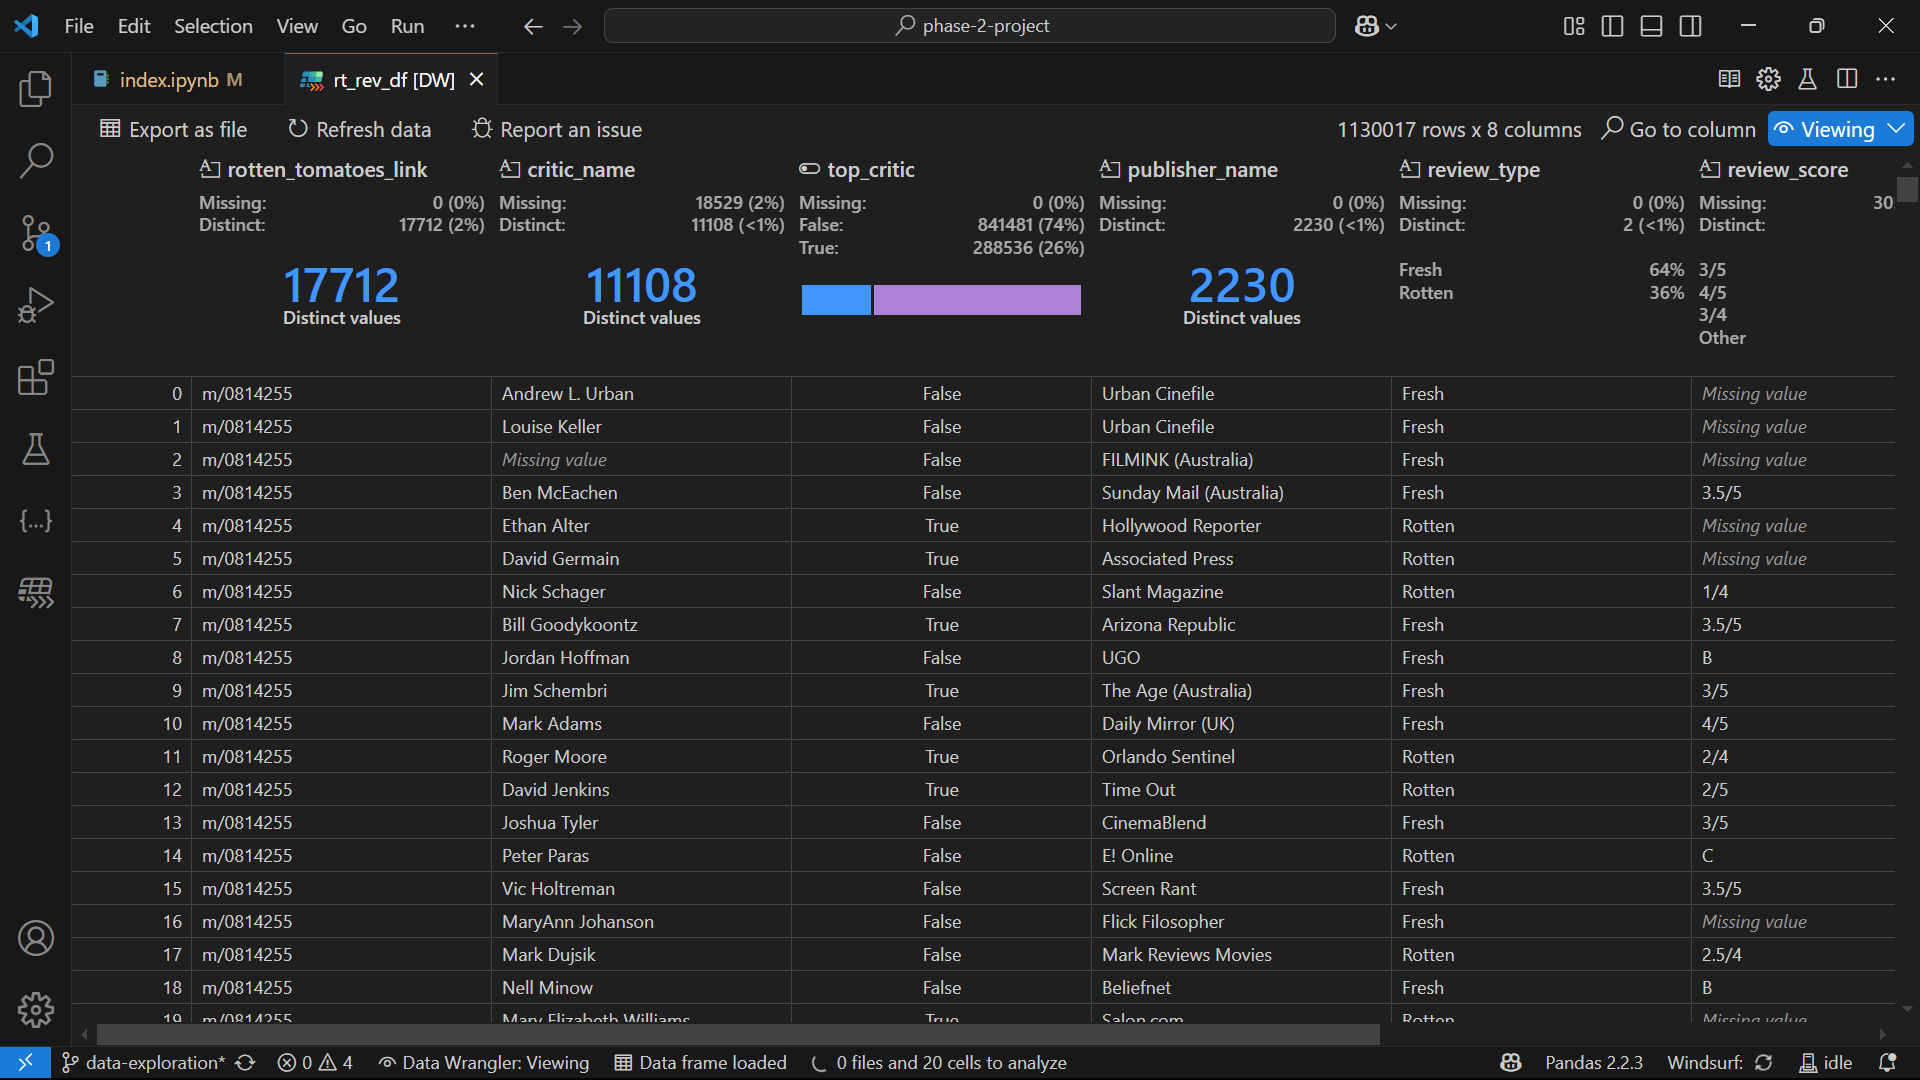 File Edit Selection View Go Run ··· phase-2-project
index.ipynb M rt_rev_df [DW]
Export as file Refresh data Report an issue 1130017 rows x 8 columns Go to column Viewing
rotten_tomatoes_link critic_name top_critic publisher_name review_type review_score
Missing: 0 (0%) Missing: 18529 (2%) Missing: 0 (0%) Missing: 0 (0%) Missing: 0 (0%) Missing: 30
Distinct: 17712 (2%) Distinct: 11108 (<1%) False: 841481 (74%) Distinct: 2230 (<1%) Distinct: 2 (<1%) Distinct:
True: 288536 (26%)
17712 11108 2230 Fresh 64% 3/5
Distinct values Distinct values Distinct values Rotten 36% 4/5
3/4
Other
0 m/0814255 Andrew L. Urban False Urban Cinefile Fresh Missing value
1 m/0814255 Louise Keller False Urban Cinefile Fresh Missing value
2 m/0814255 Missing value False FILMINK (Australia) Fresh Missing value
3 m/0814255 Ben McEachen False Sunday Mail (Australia) Fresh 3.5/5
4 m/0814255 Ethan Alter True Hollywood Reporter Rotten Missing value
5 m/0814255 David Germain True Associated Press Rotten Missing value
6 m/0814255 Nick Schager False Slant Magazine Rotten 1/4
7 m/0814255 Bill Goodykoontz True Arizona Republic Fresh 3.5/5
8 m/0814255 Jordan Hoffman False UGO Fresh B
9 m/0814255 Jim Schembri True The Age (Australia) Fresh 3/5
10 m/0814255 Mark Adams False Daily Mirror (UK) Fresh 4/5
11 m/0814255 Roger Moore True Orlando Sentinel Rotten 2/4
12 m/0814255 David Jenkins True Time Out Rotten 2/5
13 m/0814255 Joshua Tyler False CinemaBlend Fresh 3/5
14 m/0814255 Peter Paras False E! Online Rotten C
15 m/0814255 Vic Holtreman False Screen Rant Fresh 3.5/5
16 m/0814255 MaryAnn Johanson False Flick Filosopher Fresh Missing value
17 m/0814255 Mark Dujsik False Mark Reviews Movies Rotten 2.5/4
18 m/0814255 Nell Minow False Beliefnet Fresh B
19 m/0814255 Mary Elizabeth Williams True Salon.com Rotten Missing value
1
data-exploration* 0 4 Data Wrangler: Viewing Data frame loaded 0 files and 20 cells to analyze Pandas 2.2.3 Windsurf: idle